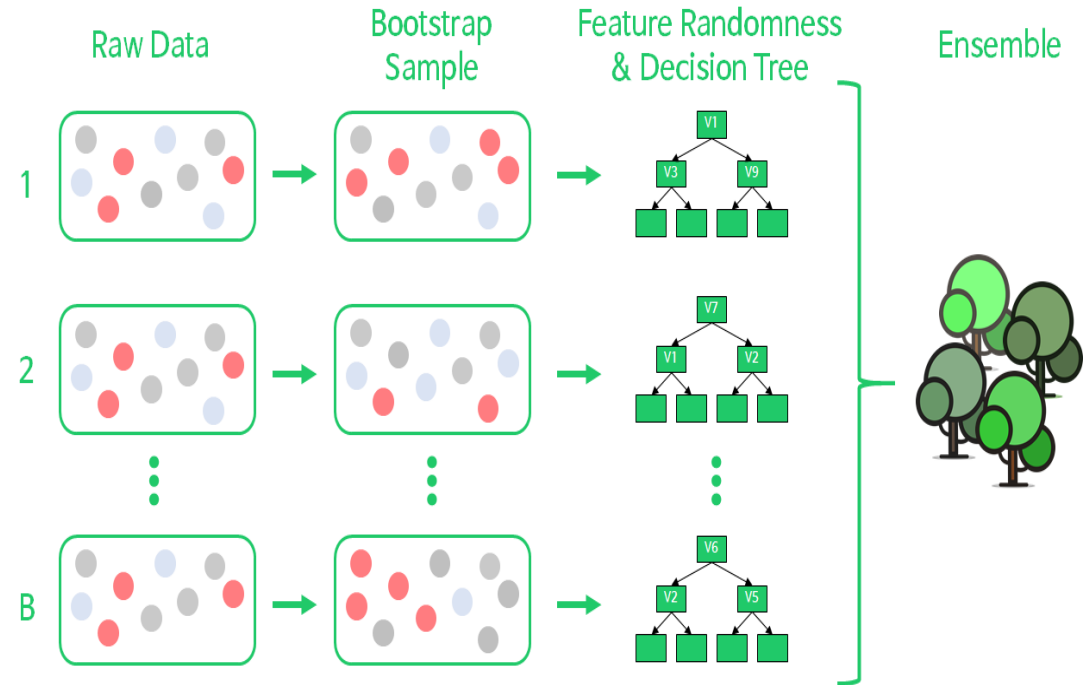 Raw Data
Bootstrap
Sample
Feature Randomness
& Decision Tree
Ensemble
1
V1
V3 V9
2
V7
V1 V2
B
V6
V2 V5